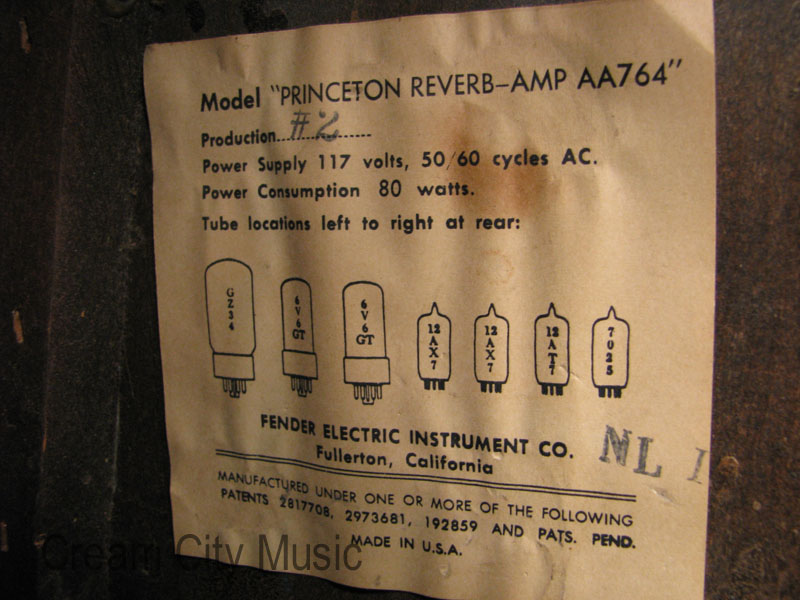 Model "PRINCETON REVERB-AMP AA764"
Production....#2........
Power Supply 117 volts, 50/60 cycles AC.
Power Consumption 80 watts.
Tube locations left to right at rear:
GZ34 6V6GT 6V6GT 12AX7 12AX7 12AT7 7025
FENDER ELECTRIC INSTRUMENT CO.
Fullerton, California
NL I
MANUFACTURED UNDER ONE OR MORE OF THE FOLLOWING
PATENTS 2817708, 2973681, 192859 AND PATS. PEND.
MADE IN U.S.A.
Cream City Music